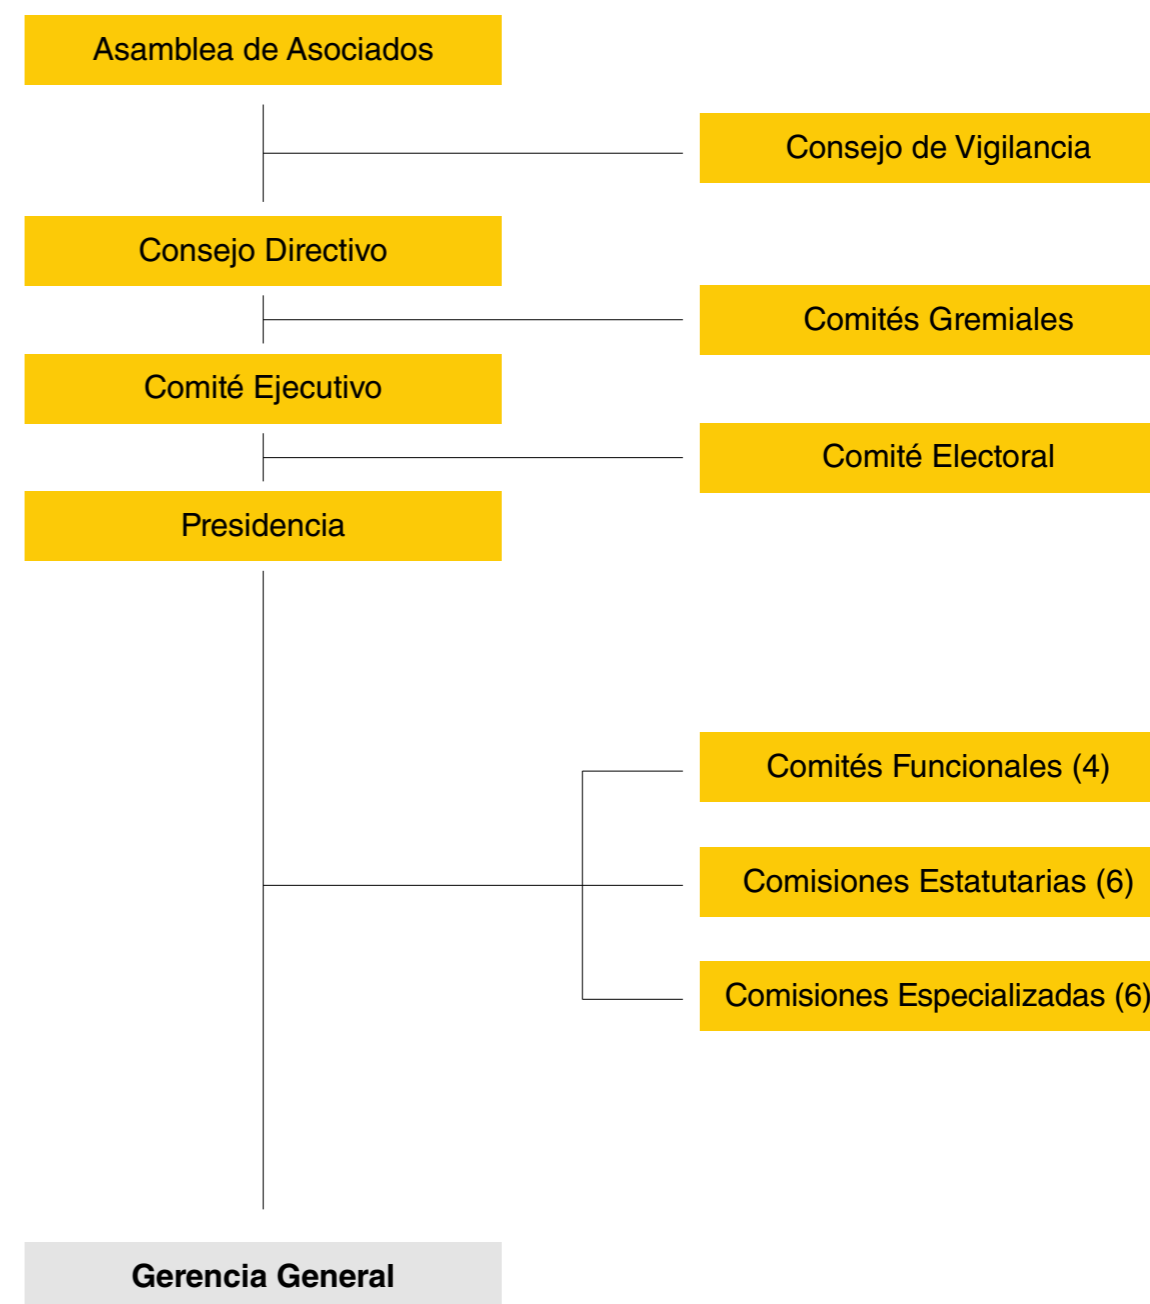 Asamblea de Asociados
Consejo de Vigilancia
Consejo Directivo
Comités Gremiales
Comité Ejecutivo
Comité Electoral
Presidencia
Comités Funcionales (4)
Comisiones Estatutarias (6)
Comisiones Especializadas (6)
Gerencia General